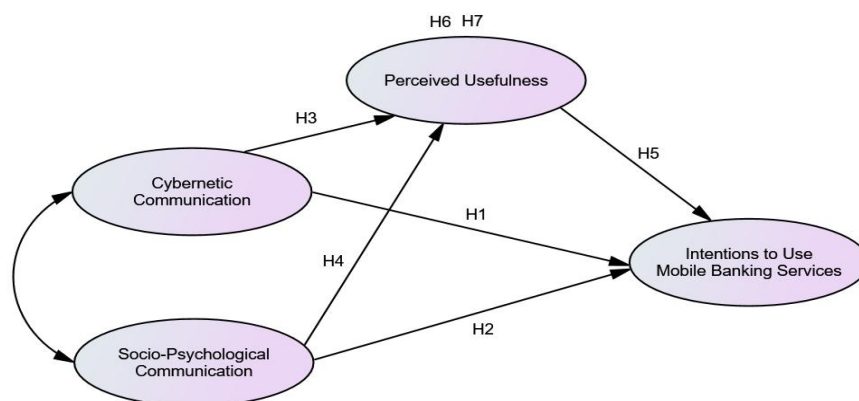 H6 H7
Perceived Usefulness
H3
H5
Cybernetic
Communication
H1
Intentions to Use
Mobile Banking Services
H4
H2
Socio-Psychological
Communication